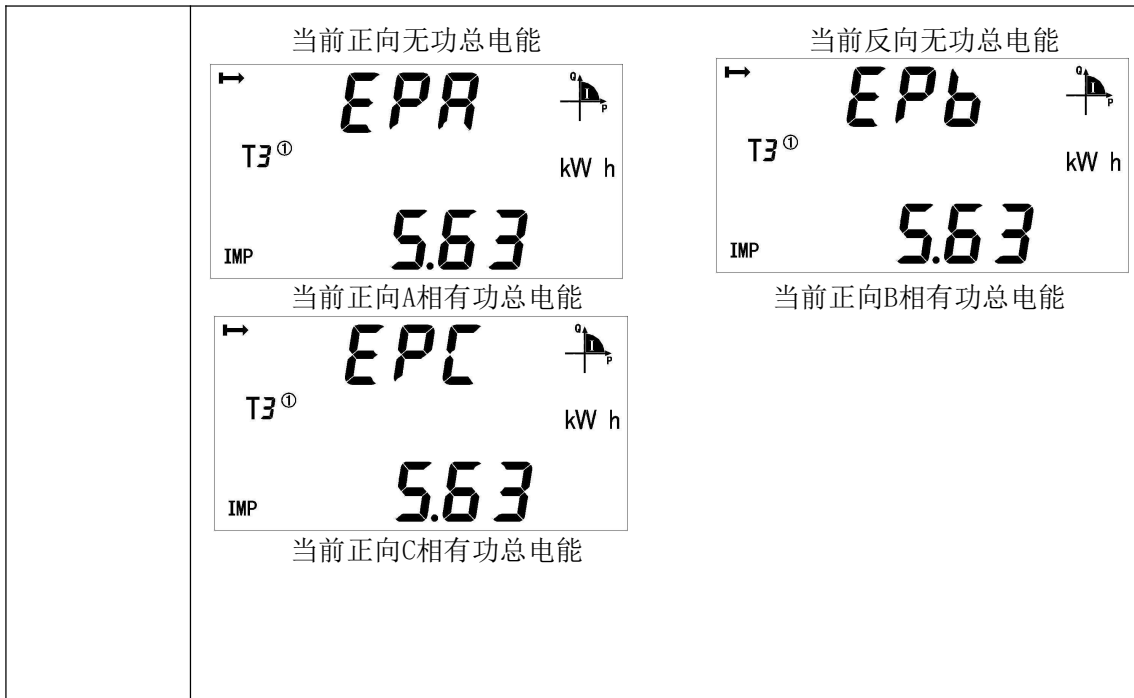 当前正向无功总电能 当前反向无功总电能
EPA Q I P
T3① kW h
IMP 5.63
当前正向A相有功总电能
EPb Q I P
T3① kW h
IMP 5.63
当前正向B相有功总电能
EPC Q I P
T3① kW h
IMP 5.63
当前正向C相有功总电能